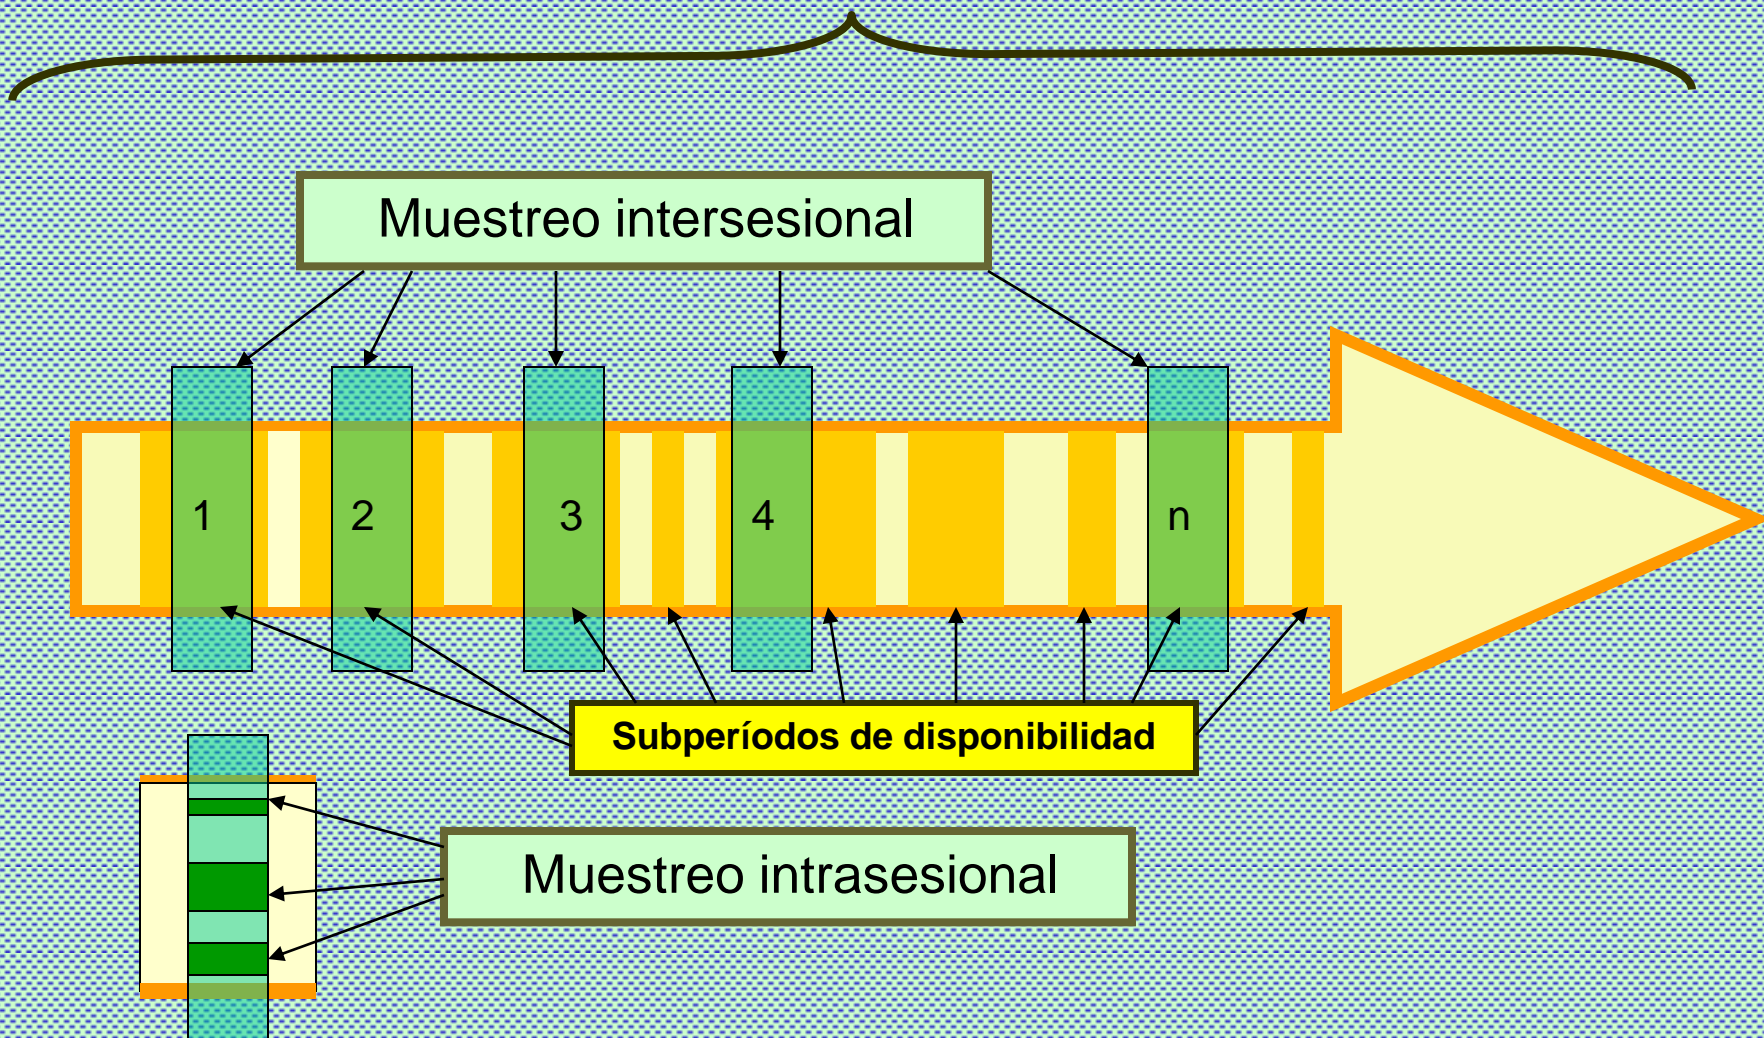 Muestreo intersesional
1
2
3
4
n
Subperíodos de disponibilidad
Muestreo intrasesional